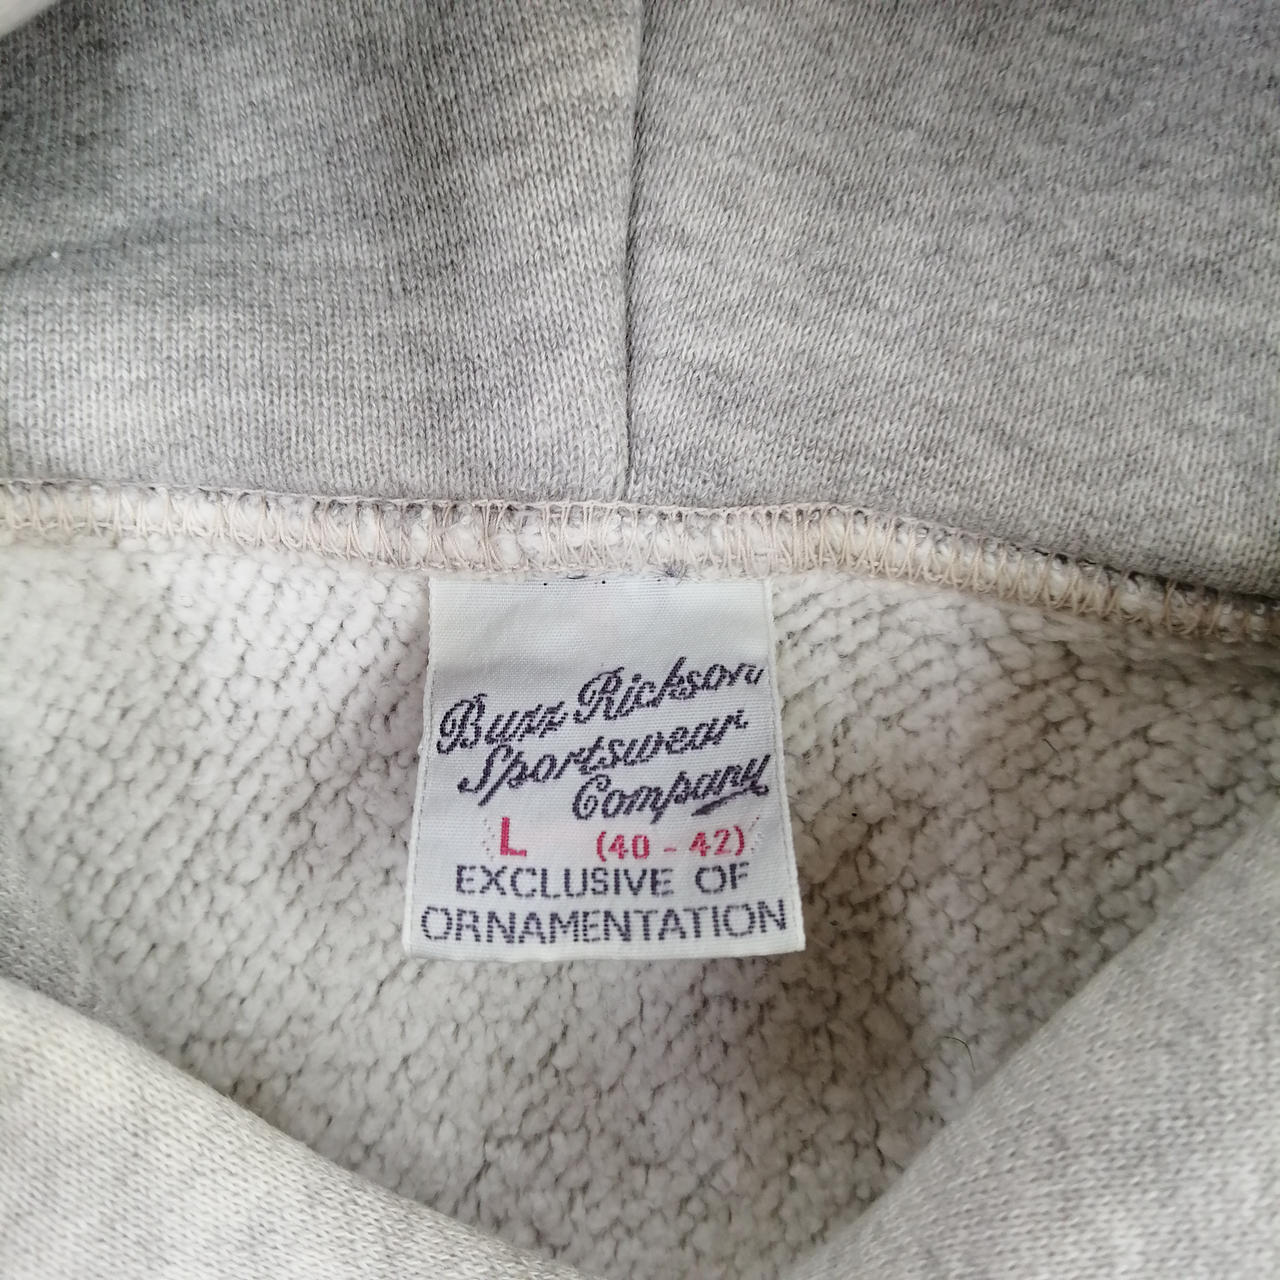 Buzz Rickson
Sportswear
Company
L (40 - 42)
EXCLUSIVE OF
ORNAMENTATION